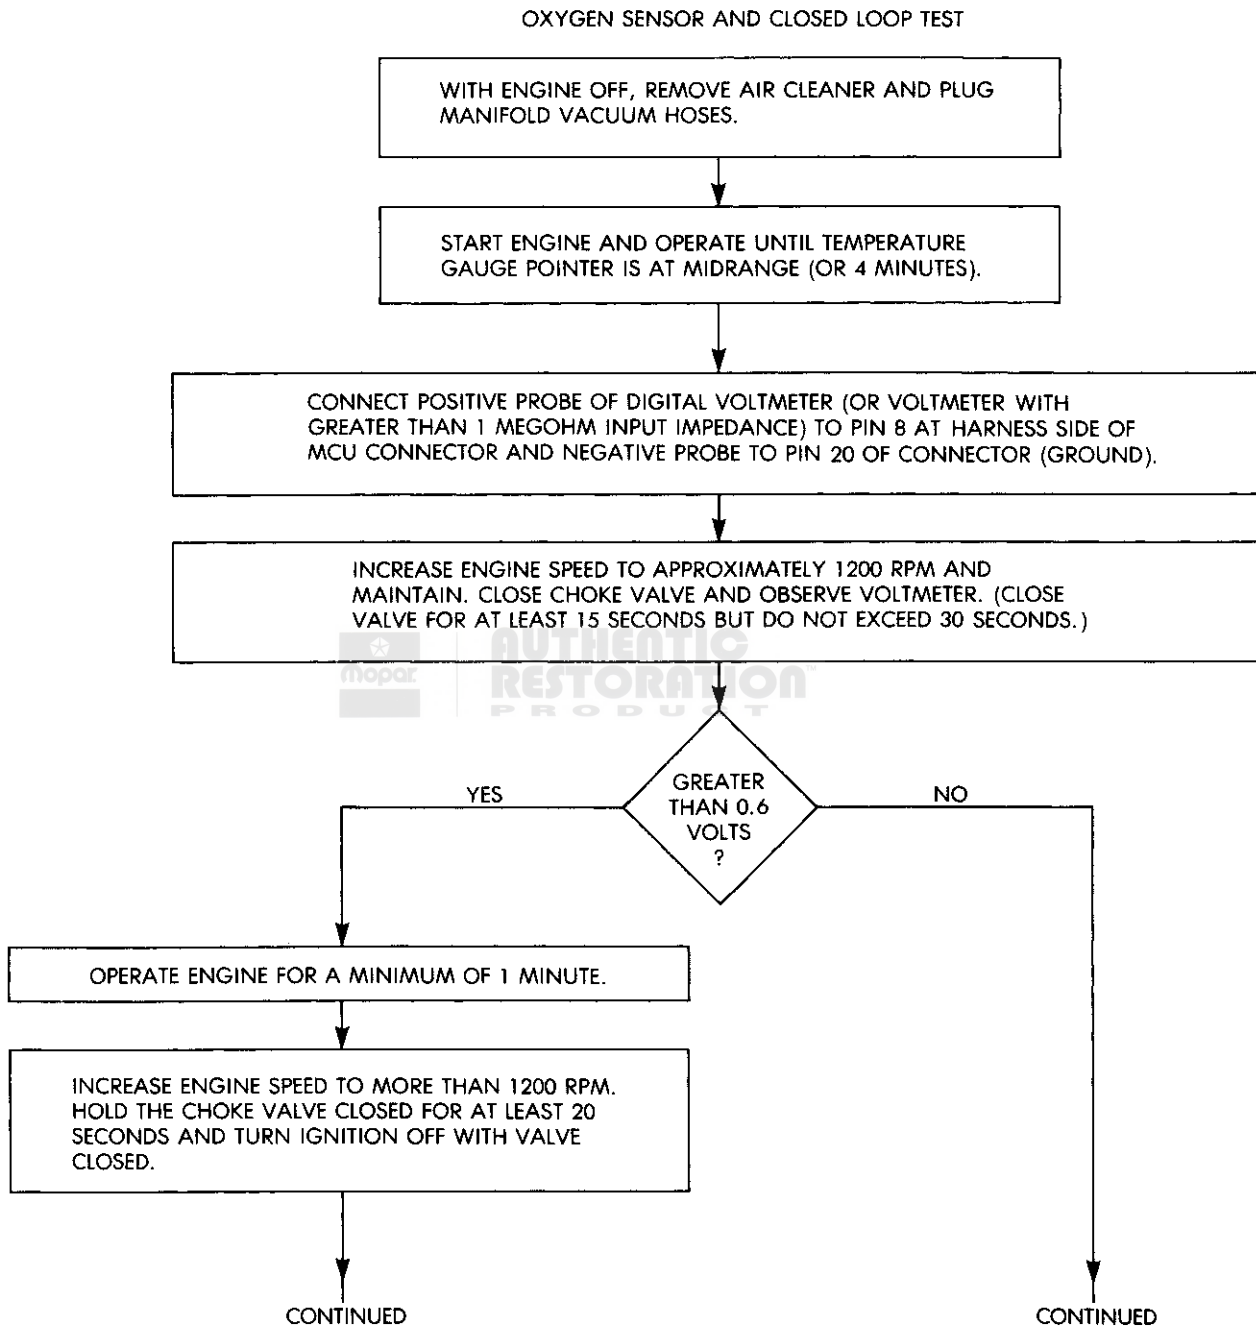 OXYGEN SENSOR AND CLOSED LOOP TEST
WITH ENGINE OFF, REMOVE AIR CLEANER AND PLUG
MANIFOLD VACUUM HOSES.
START ENGINE AND OPERATE UNTIL TEMPERATURE
GAUGE POINTER IS AT MIDRANGE (OR 4 MINUTES).
CONNECT POSITIVE PROBE OF DIGITAL VOLTMETER (OR VOLTMETER WITH
GREATER THAN 1 MEGOHM INPUT IMPEDANCE) TO PIN 8 AT HARNESS SIDE OF
MCU CONNECTOR AND NEGATIVE PROBE TO PIN 20 OF CONNECTOR (GROUND).
INCREASE ENGINE SPEED TO APPROXIMATELY 1200 RPM AND
MAINTAIN. CLOSE CHOKE VALVE AND OBSERVE VOLTMETER. (CLOSE
VALVE FOR AT LEAST 15 SECONDS BUT DO NOT EXCEED 30 SECONDS.)
Mopar
AUTHENTIC
RESTORATION™
PRODUCT
GREATER
THAN 0.6
VOLTS
?
YES
NO
OPERATE ENGINE FOR A MINIMUM OF 1 MINUTE.
INCREASE ENGINE SPEED TO MORE THAN 1200 RPM.
HOLD THE CHOKE VALVE CLOSED FOR AT LEAST 20
SECONDS AND TURN IGNITION OFF WITH VALVE
CLOSED.
CONTINUED
CONTINUED